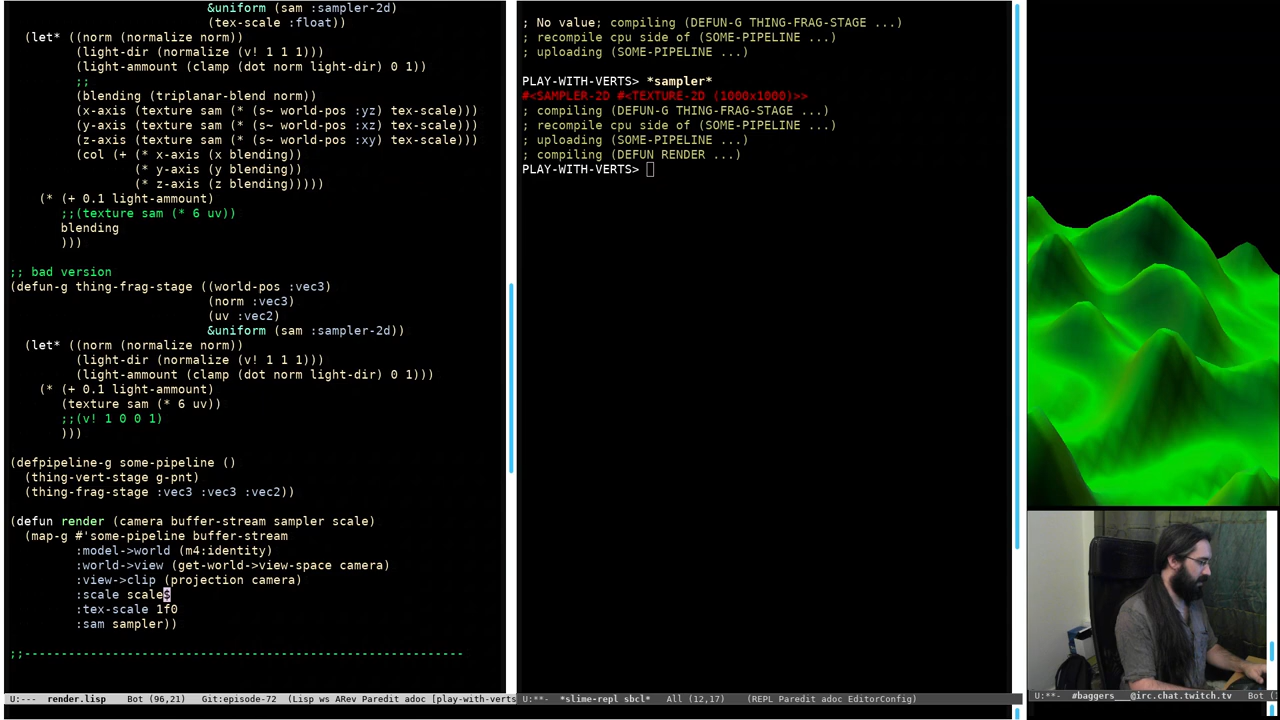 &uniform (sam :sampler-2d)
(tex-scale :float))
(let* ((norm (normalize norm))
(light-dir (normalize (v! 1 1 1)))
(light-amount (clamp (dot norm light-dir) 0 1))
;;
(blending (triplanar-blend norm))
(x-axis (texture sam (* (s~ world-pos :yz) tex-scale)))
(y-axis (texture sam (* (s~ world-pos :xz) tex-scale)))
(z-axis (texture sam (* (s~ world-pos :xy) tex-scale)))
(col (+ (* x-axis (x blending))
(* y-axis (y blending))
(* z-axis (z blending)))))
(* (+ 0.1 light-amount)
;;(texture sam (* 6 uv))
blending
)))
;; bad version
(defun-g thing-frag-stage ((world-pos :vec3)
(norm :vec3)
(uv :vec2)
&uniform (sam :sampler-2d))
(let* ((norm (normalize norm))
(light-dir (normalize (v! 1 1 1)))
(light-amount (clamp (dot norm light-dir) 0 1)))
(* (+ 0.1 light-amount)
(texture sam (* 6 uv))
;;(v! 1 0 0 1)
)))
(defpipeline-g some-pipeline ()
(thing-vert-stage g-pnt)
(thing-frag-stage :vec3 :vec3 :vec2))
(defun render (camera buffer-stream sampler scale)
(map-g #'some-pipeline buffer-stream
:model->world (m4:identity)
:world->view (get-world->view-space camera)
:view->clip (projection camera)
:scale scale$
:tex-scale 1f0
:sam sampler))
;;------------------------------------------------------------
U:--- render.lisp Bot (96,21) Git:episode-72 (Lisp ws ARev Paredit adoc [play-with-verts
; No value; compiling (DEFUN-G THING-FRAG-STAGE ...)
; recompile cpu side of (SOME-PIPELINE ...)
; uploading (SOME-PIPELINE ...)
PLAY-WITH-VERTS> *sampler*
#<SAMPLER-2D #<TEXTURE-2D (1000x1000)>>
; compiling (DEFUN-G THING-FRAG-STAGE ...)
; recompile cpu side of (SOME-PIPELINE ...)
; uploading (SOME-PIPELINE ...)
; compiling (DEFUN RENDER ...)
PLAY-WITH-VERTS>
U:**- *slime-repl sbcl* All (12,17) (REPL Paredit adoc EditorConfig)
U:**- #baggers___@irc.chat.twitch.tv Bot (